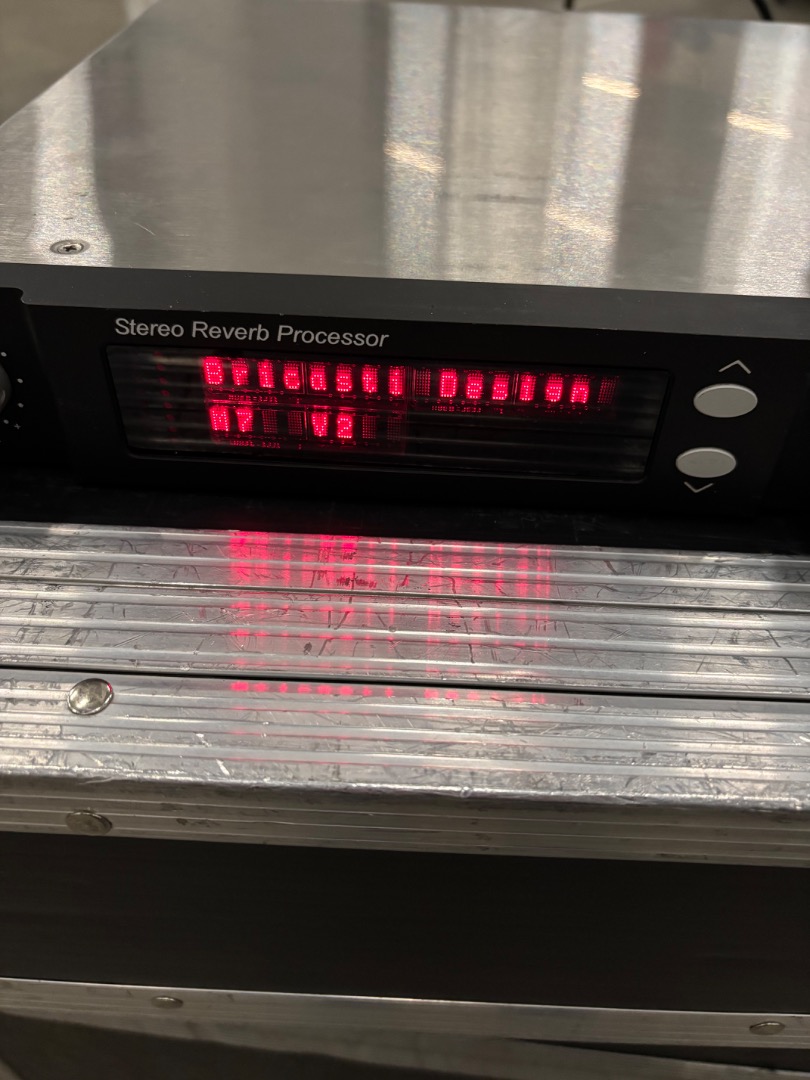 Stereo Reverb Processor
Bricasti Design
M7 V2